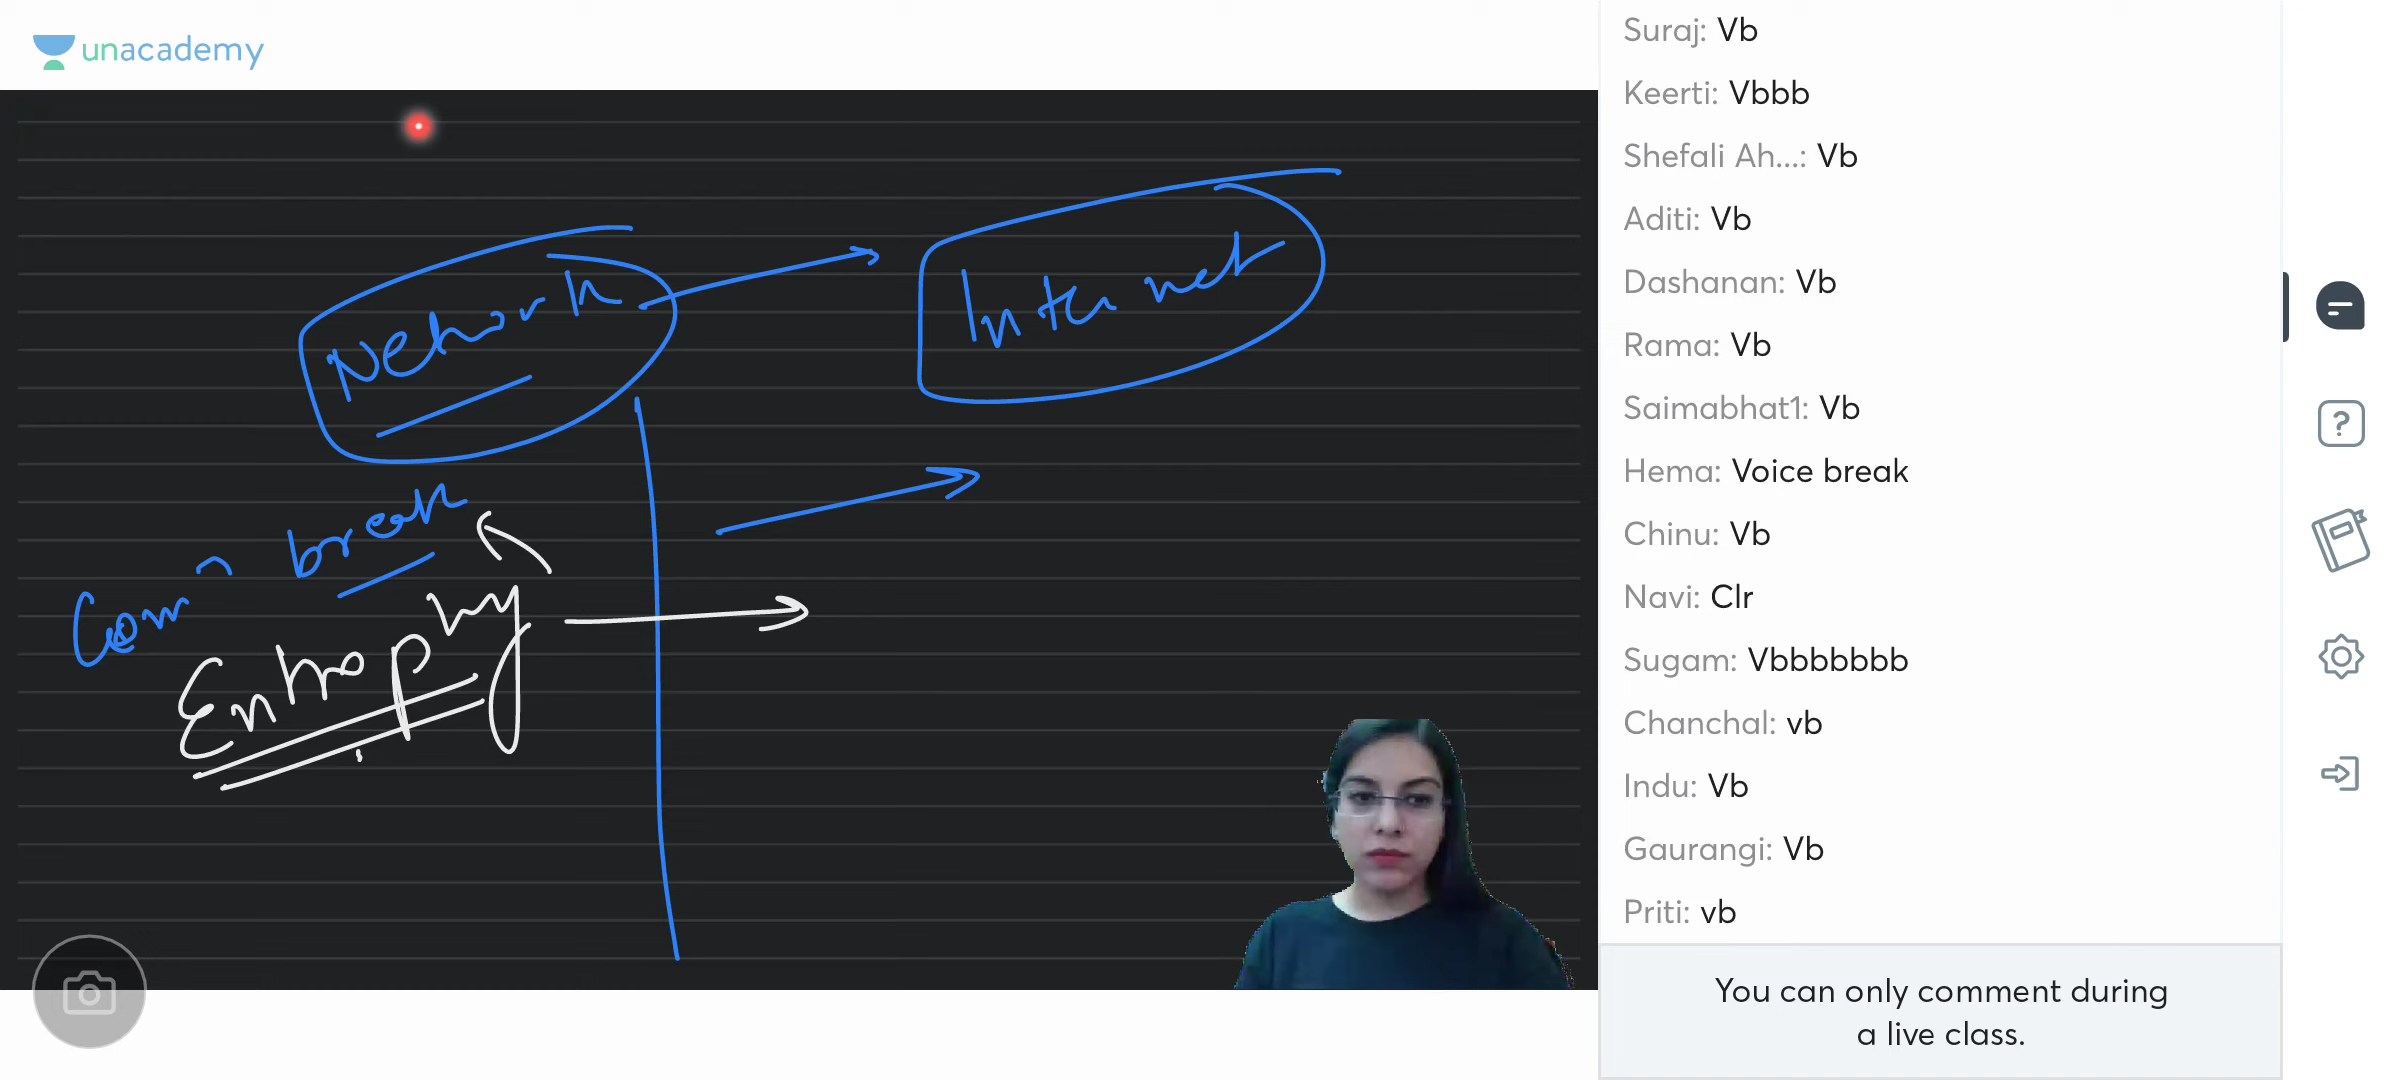 unacademy
Network
Internet
Comn break
Entrophy
Suraj: Vb
Keerti: Vbbb
Shefali Ah...: Vb
Aditi: Vb
Dashanan: Vb
Rama: Vb
Saimabhat1: Vb
Hema: Voice break
Chinu: Vb
Navi: Clr
Sugam: Vbbbbbbb
Chanchal: vb
Indu: Vb
Gaurangi: Vb
Priti: vb
You can only comment during
a live class.